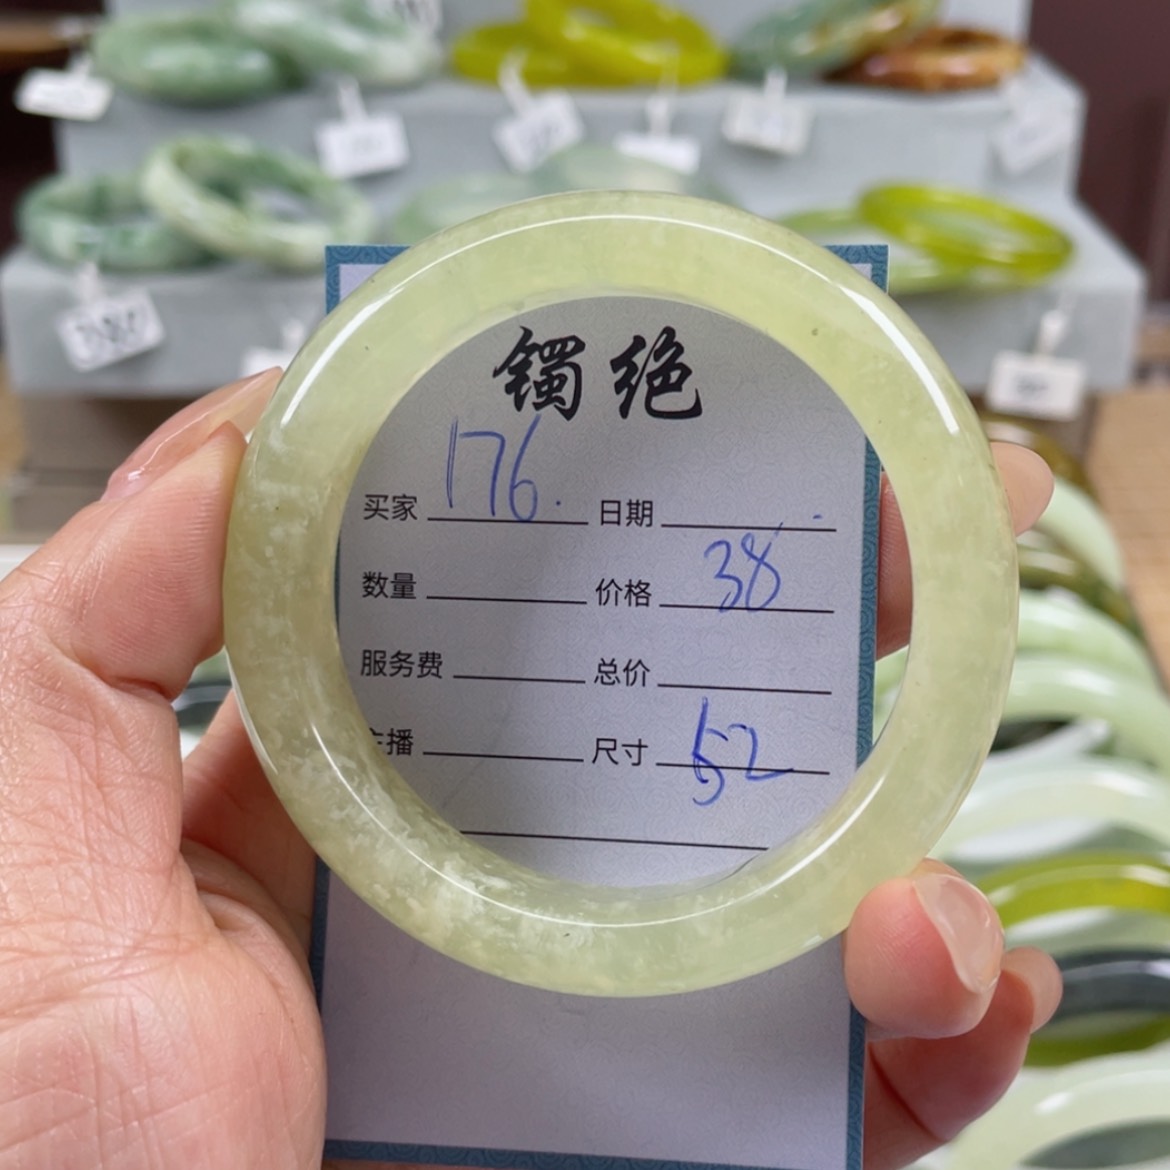 镯绝
买家 176. 日期
数量 价格 38
服务费 总价
主播 尺寸 52